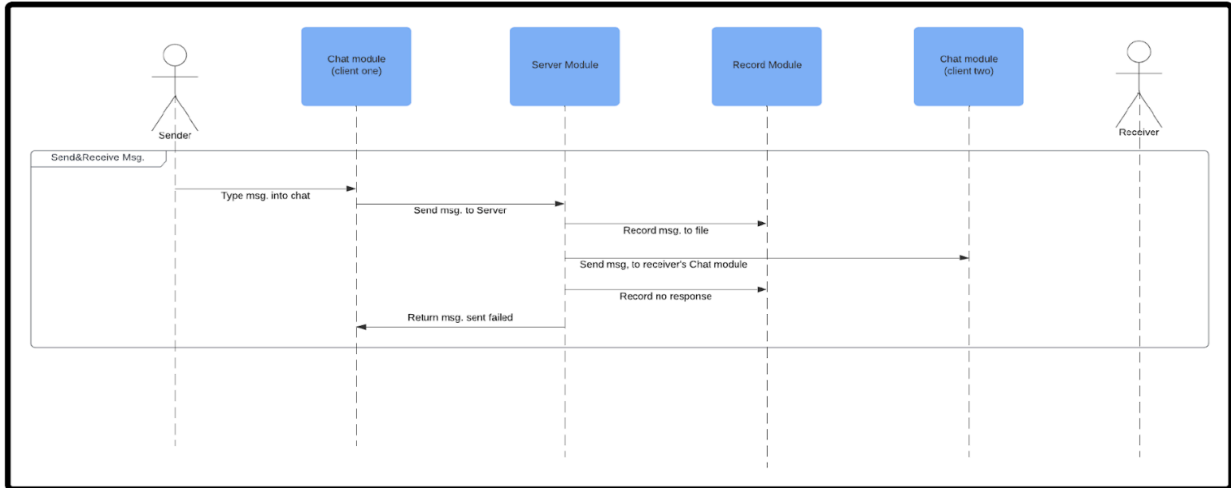 Chat module
(client one)
Server Module
Record Module
Chat module
(client two)
Sender
Receiver
Send&Receive Msg.
Type msg. into chat
Send msg. to Server
Record msg. to file
Send msg, to receiver's Chat module
Record no response
Return msg. sent failed